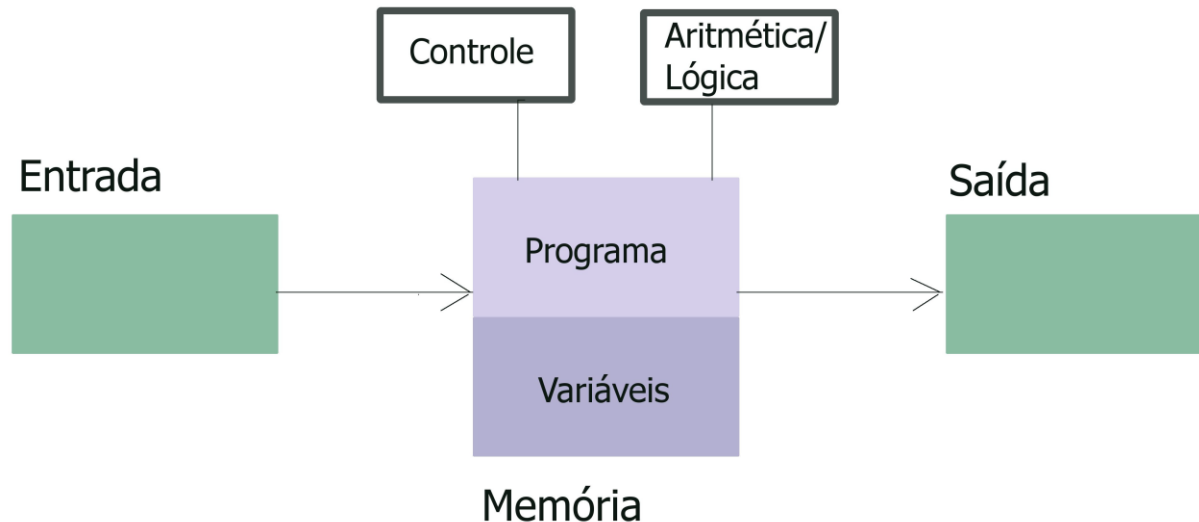 Controle
Aritmética/
Lógica
Entrada
Saída
Programa
Variáveis
Memória